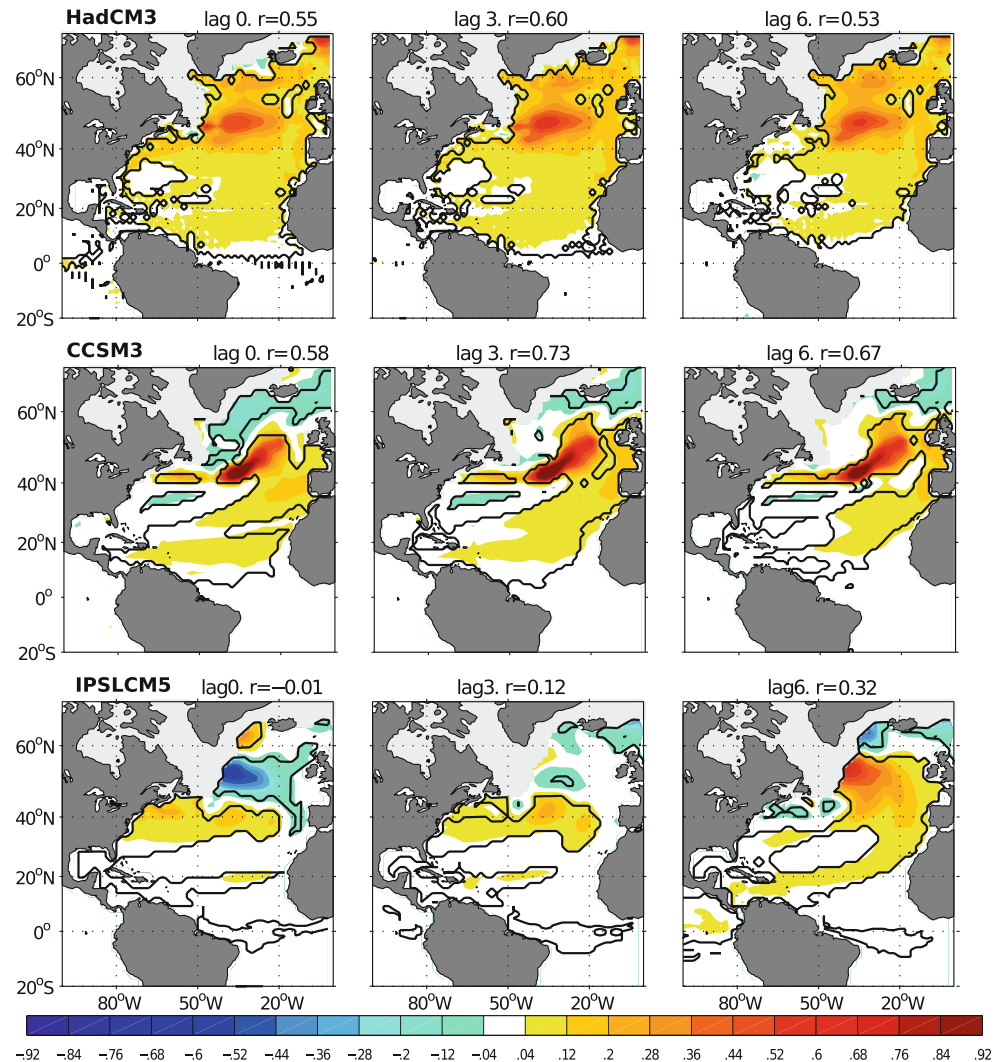 HadCM3 lag 0. r=0.55 lag 3. r=0.60 lag 6. r=0.53
60°N
40°N
20°N
0°
20°S
CCSM3 lag 0. r=0.58 lag 3. r=0.73 lag 6. r=0.67
60°N
40°N
20°N
0°
20°S
IPSLCM5 lag0. r=−0.01 lag3. r=0.12 lag6. r=0.32
60°N
40°N
20°N
0°
20°S
80°W 50°W 20°W 80°W 50°W 20°W 80°W 50°W 20°W
−.92 −.84 −.76 −.68 −.6 −.52 −.44 −.36 −.28 −.2 −.12 −.04 .04 .12 .2 .28 .36 .44 .52 .6 .68 .76 .84 .92